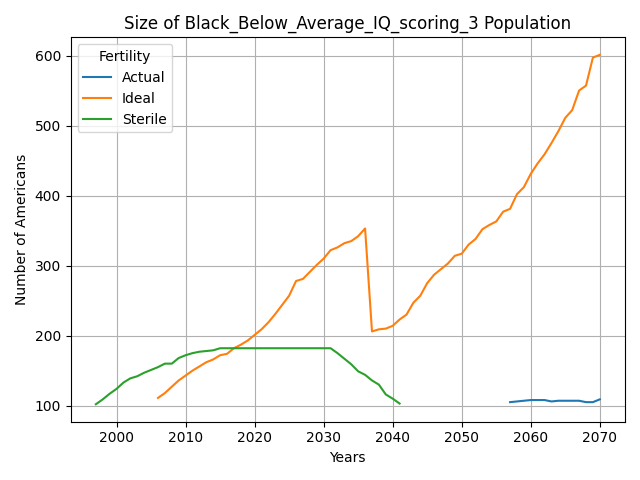 Size of Black_Below_Average_IQ_scoring_3 Population
Fertility
Actual
Ideal
Sterile
Number of Americans
600
500
400
300
200
100
2000 2010 2020 2030 2040 2050 2060 2070
Years